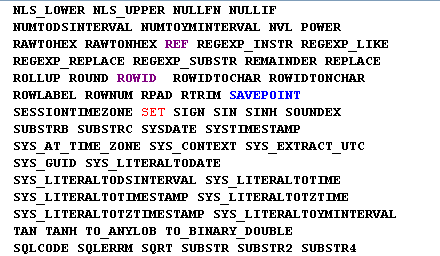 NLS_LOWER NLS_UPPER NULLFN NULLIF
NUMTODSINTERVAL NUMTOYMINTERVAL NVL POWER
RAWTOHEX RAWTONHEX REF REGEXP_INSTR REGEXP_LIKE
REGEXP_REPLACE REGEXP_SUBSTR REMAINDER REPLACE
ROLLUP ROUND ROWID ROWIDTOCHAR ROWIDTONCHAR
ROWLABEL ROWNUM RPAD RTRIM SAVEPOINT
SESSIONTIMEZONE SET SIGN SIN SINH SOUNDEX
SUBSTRB SUBSTRC SYSDATE SYSTIMESTAMP
SYS_AT_TIME_ZONE SYS_CONTEXT SYS_EXTRACT_UTC
SYS_GUID SYS_LITERALTODATE
SYS_LITERALTODSINTERVAL SYS_LITERALTOTIME
SYS_LITERALTOTIMESTAMP SYS_LITERALTOTZTIME
SYS_LITERALTOTZTIMESTAMP SYS_LITERALTOYMINTERVAL
TAN TANH TO_ANYLOB TO_BINARY_DOUBLE
SQLCODE SQLERRM SQRT SUBSTR SUBSTR2 SUBSTR4